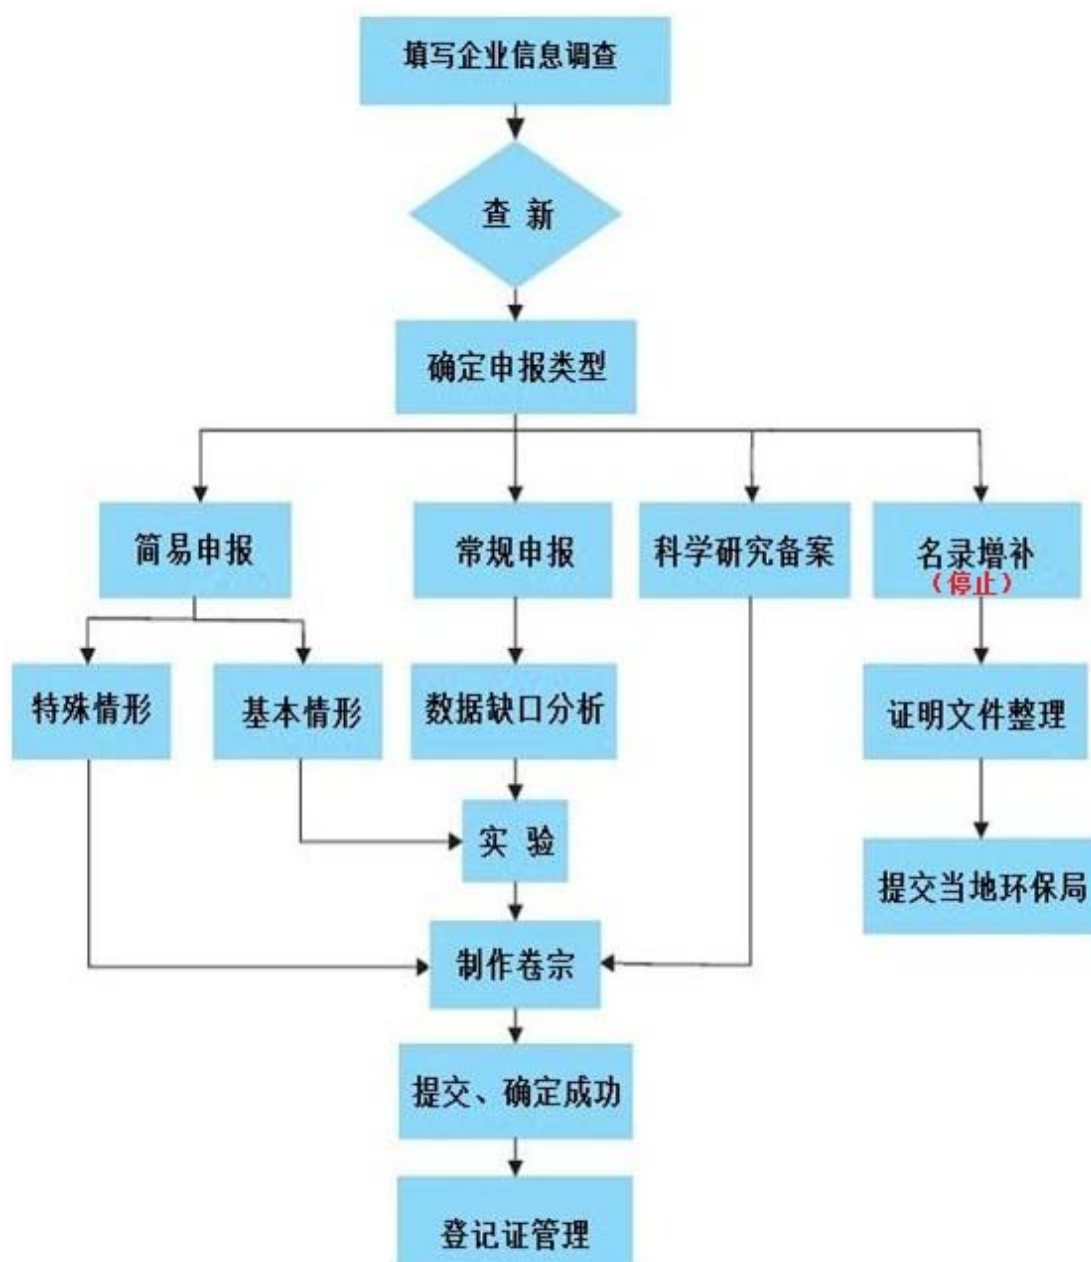 填写企业信息调查
查 新
确定申报类型
简易申报
常规申报
科学研究备案
名录增补
（停止）
特殊情形
基本情形
数据缺口分析
证明文件整理
实 验
提交当地环保局
制作卷宗
提交、确定成功
登记证管理